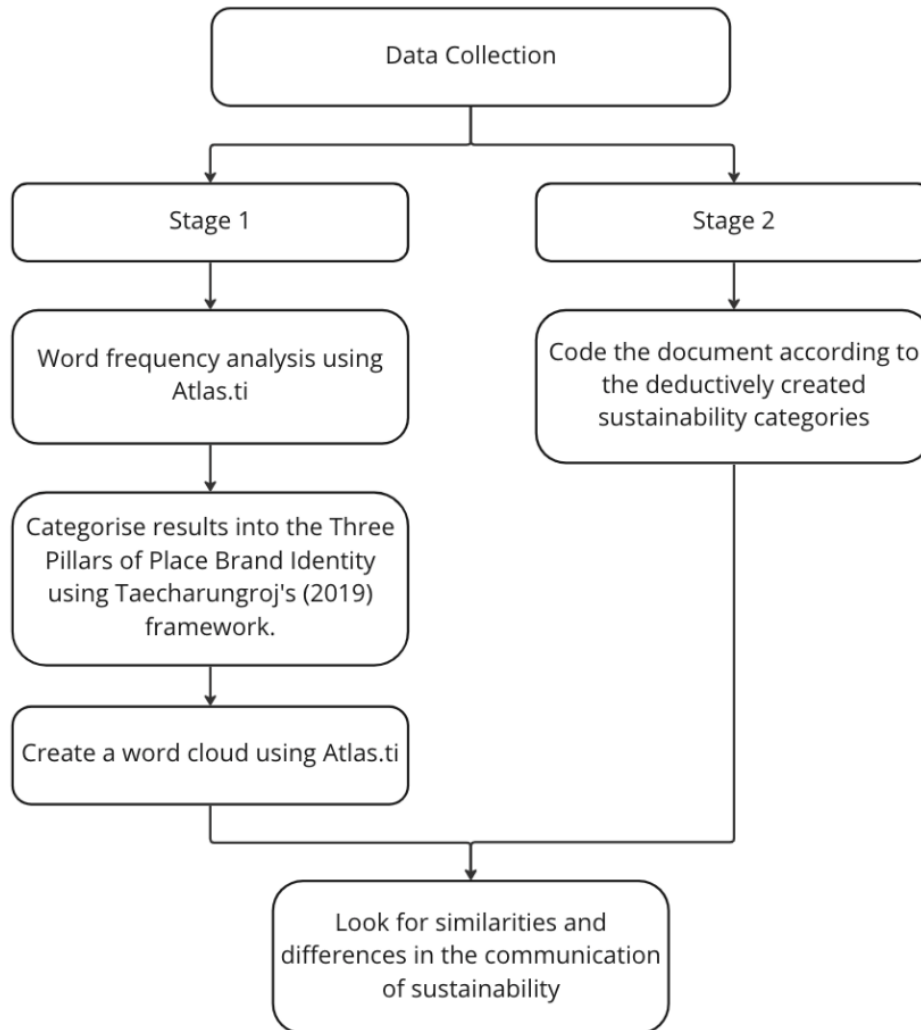 Data Collection
Stage 1
Stage 2
Word frequency analysis using
Atlas.ti
Code the document according to
the deductively created
sustainability categories
Categorise results into the Three
Pillars of Place Brand Identity
using Taecharungroj's (2019)
framework.
Create a word cloud using Atlas.ti
Look for similarities and
differences in the communication
of sustainability